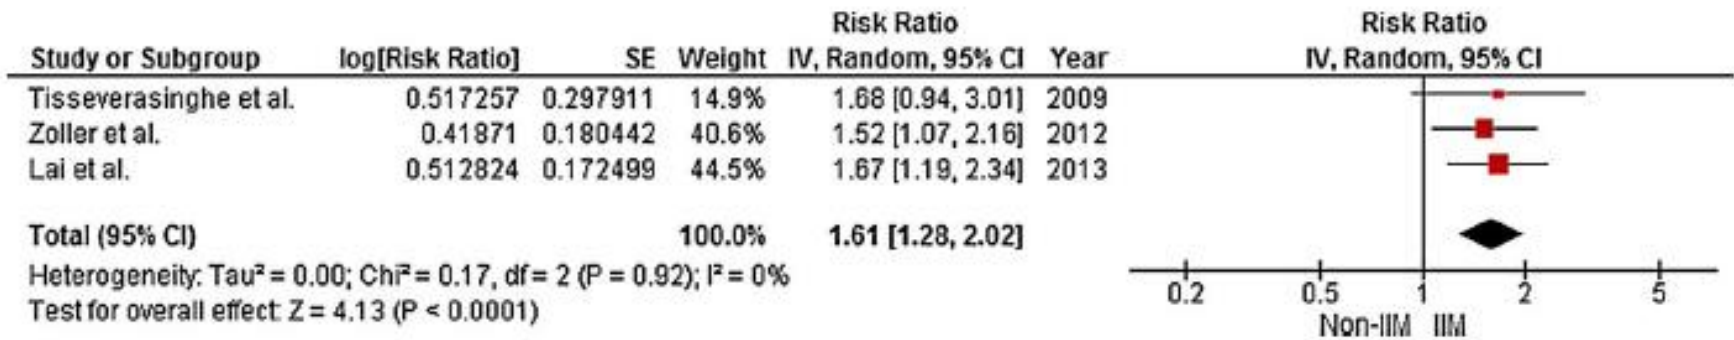 Risk Ratio Risk Ratio
Study or Subgroup log[Risk Ratio] SE Weight IV, Random, 95% CI Year IV, Random, 95% CI
Tisseverasinghe et al. 0.517257 0.297911 14.9% 1.68 [0.94, 3.01] 2009
Zoller et al. 0.41871 0.180442 40.6% 1.52 [1.07, 2.16] 2012
Lai et al. 0.512824 0.172499 44.5% 1.67 [1.19, 2.34] 2013
Total (95% CI) 100.0% 1.61 [1.28, 2.02]
Heterogeneity: Tau² = 0.00; Chi² = 0.17, df = 2 (P = 0.92); I² = 0%
Test for overall effect: Z = 4.13 (P < 0.0001)
0.2 0.5 1 2 5
Non-IIM IIM